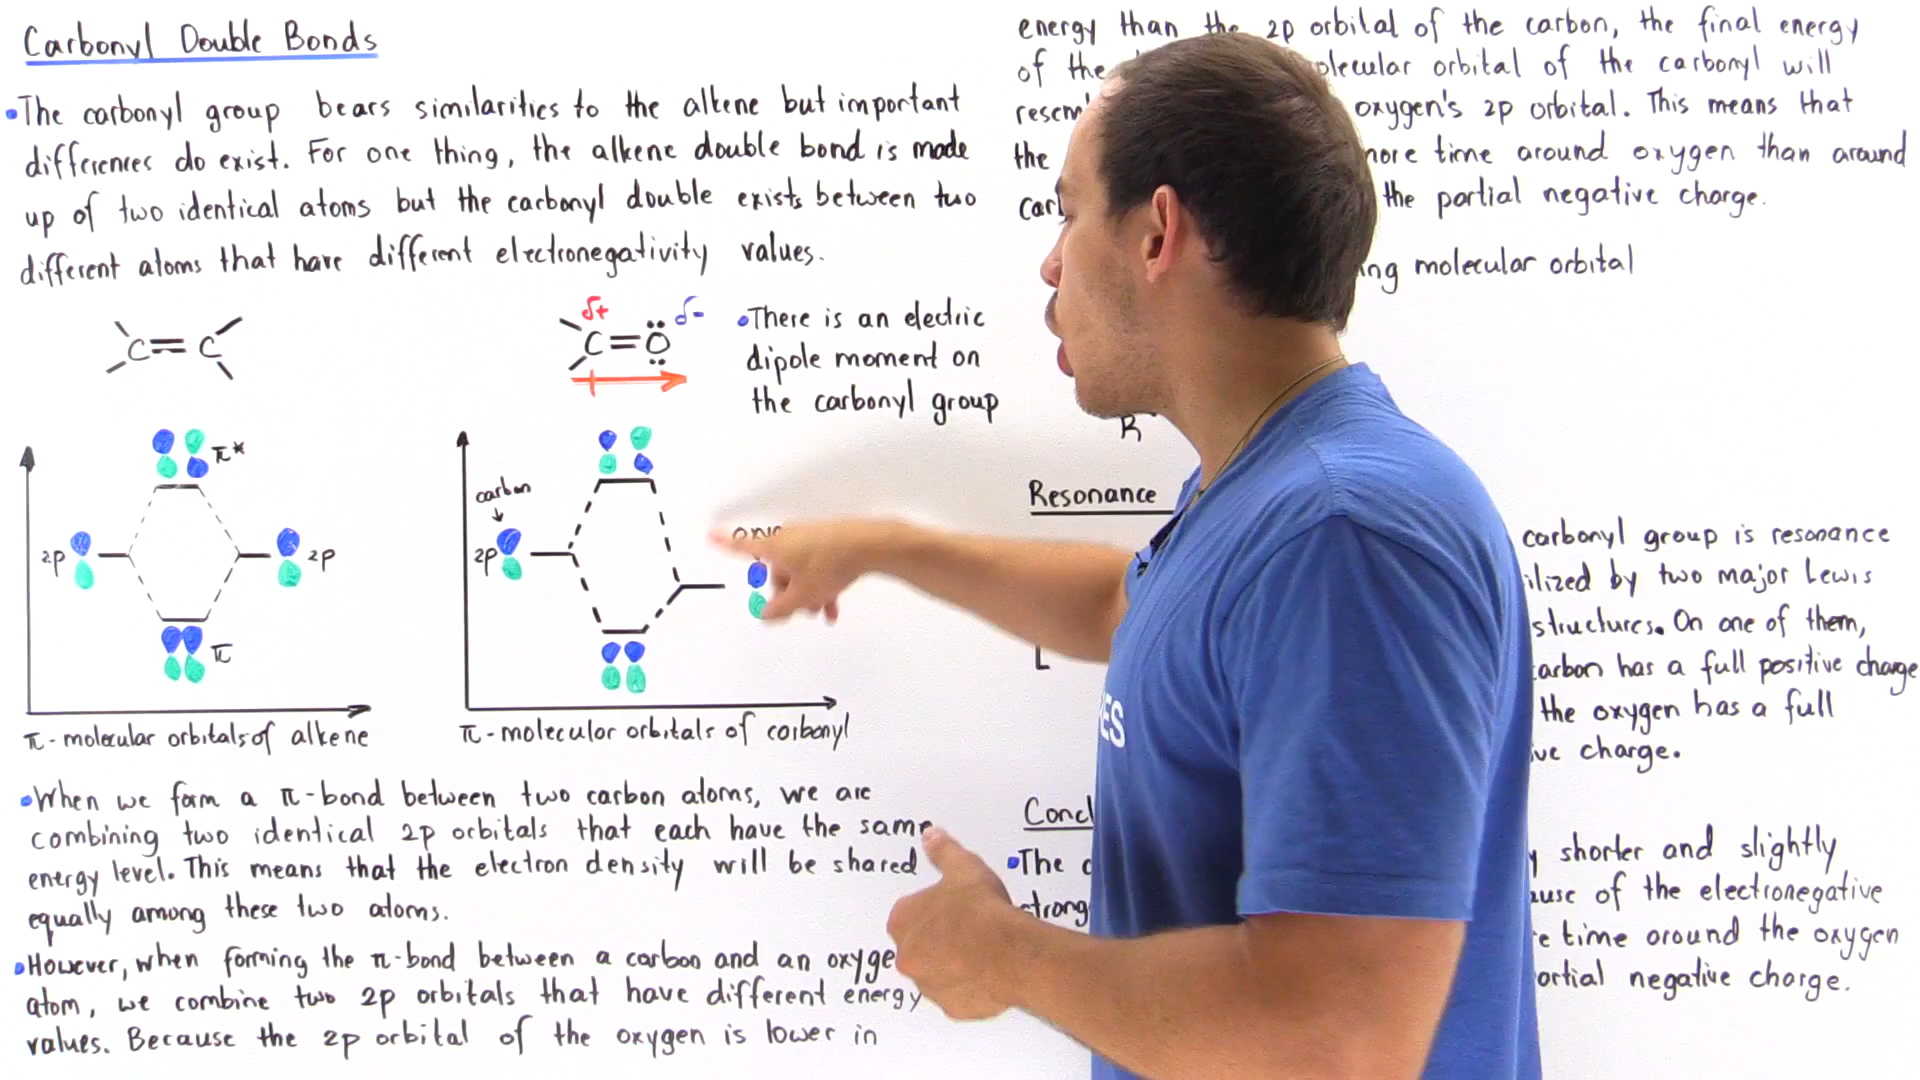 Carbonyl Double Bonds
•The carbonyl group bears similarities to the alkene but important
differences do exist. For one thing, the alkene double bond is made
up of two identical atoms but the carbonyl double exists between two
different atoms that have different electronegativity values.
C=C
δ+ δ-
C=O
•There is an electric
dipole moment on
the carbonyl group
π*
2p
2p
π
π-molecular orbitals of alkene
carbon
2p
π-molecular orbitals of carbonyl
•When we form a π-bond between two carbon atoms, we are
combining two identical 2p orbitals that each have the same
energy level. This means that the electron density will be shared
equally among these two atoms.
•However, when forming the π-bond between a carbon and an
atom, we combine two 2p orbitals that have different energy
values. Because the 2p orbital of the oxygen is lower in
energy than the 2p orbital of the carbon, the final energy
of the orbital of the carbonyl will
oxygen's 2p orbital. This means that
the time around oxygen than around
the partial negative charge.
molecular orbital
R
Resonance
carbonyl group is resonance
by two major Lewis
structures. On one of them,
has a full positive charge
the oxygen has a full
charge.
•The
shorter and slightly
of the electronegative
time around the oxygen
negative charge.
ES